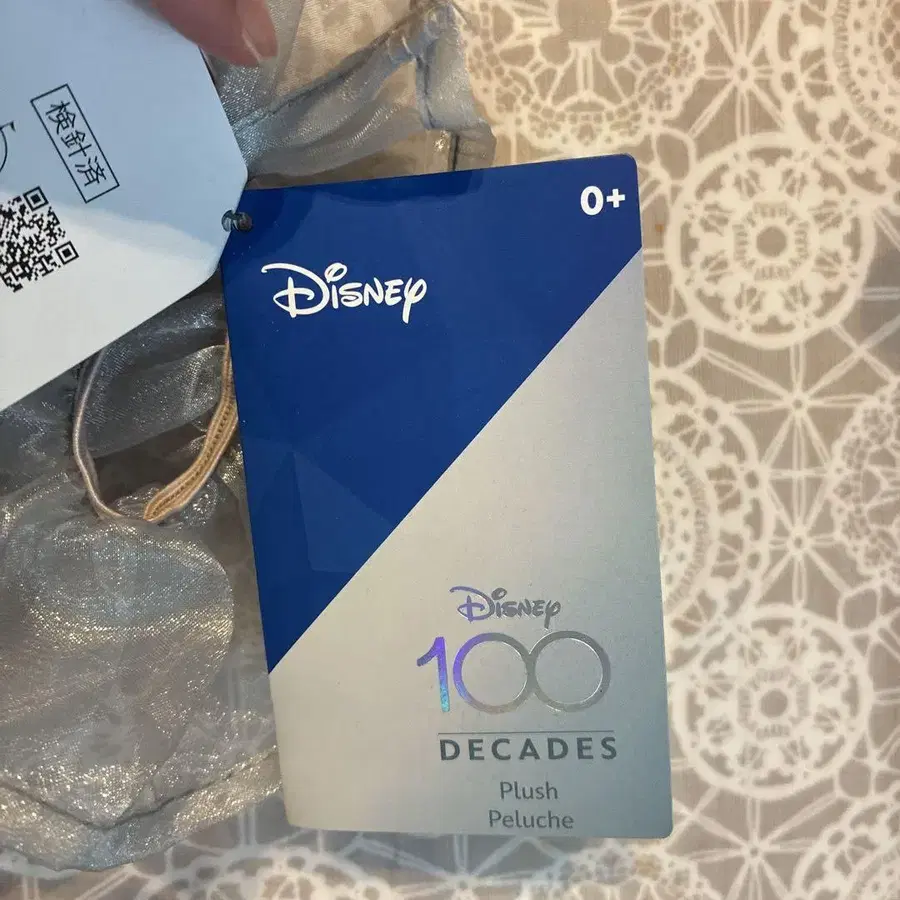 検針済
0+
Disney
Disney
100
DECADES
Plush
Peluche